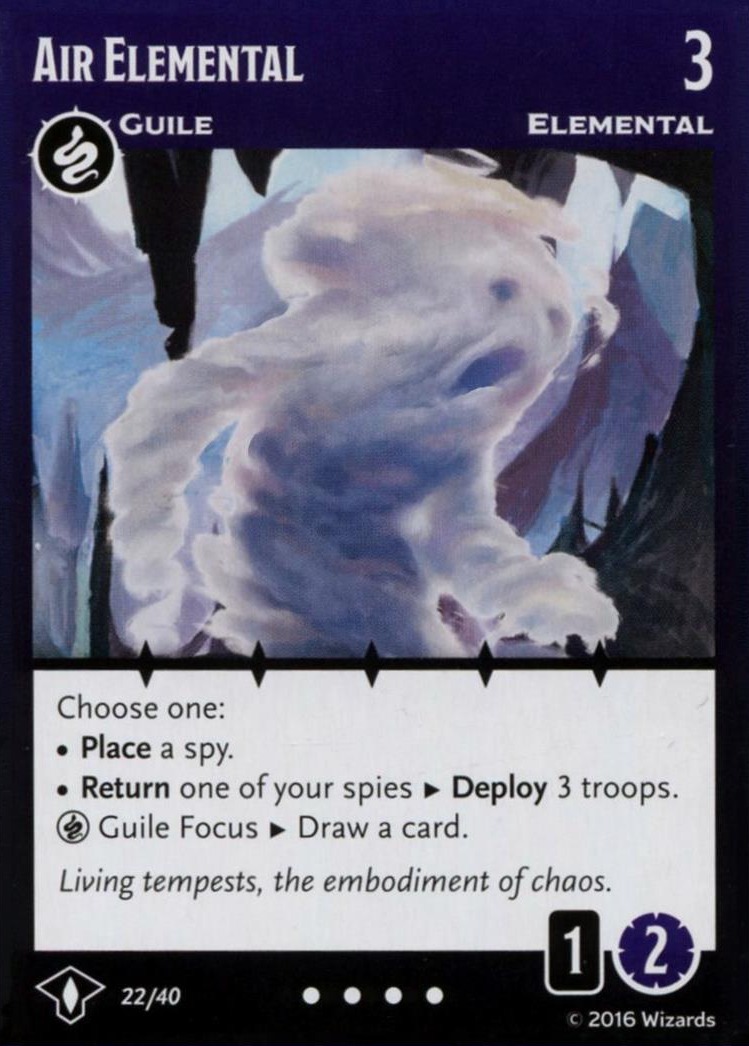 AIR ELEMENTAL 3
GUILE ELEMENTAL
Choose one:
• Place a spy.
• Return one of your spies ▶ Deploy 3 troops.
Guile Focus ▶ Draw a card.
Living tempests, the embodiment of chaos.
1 2
22/40
© 2016 Wizards